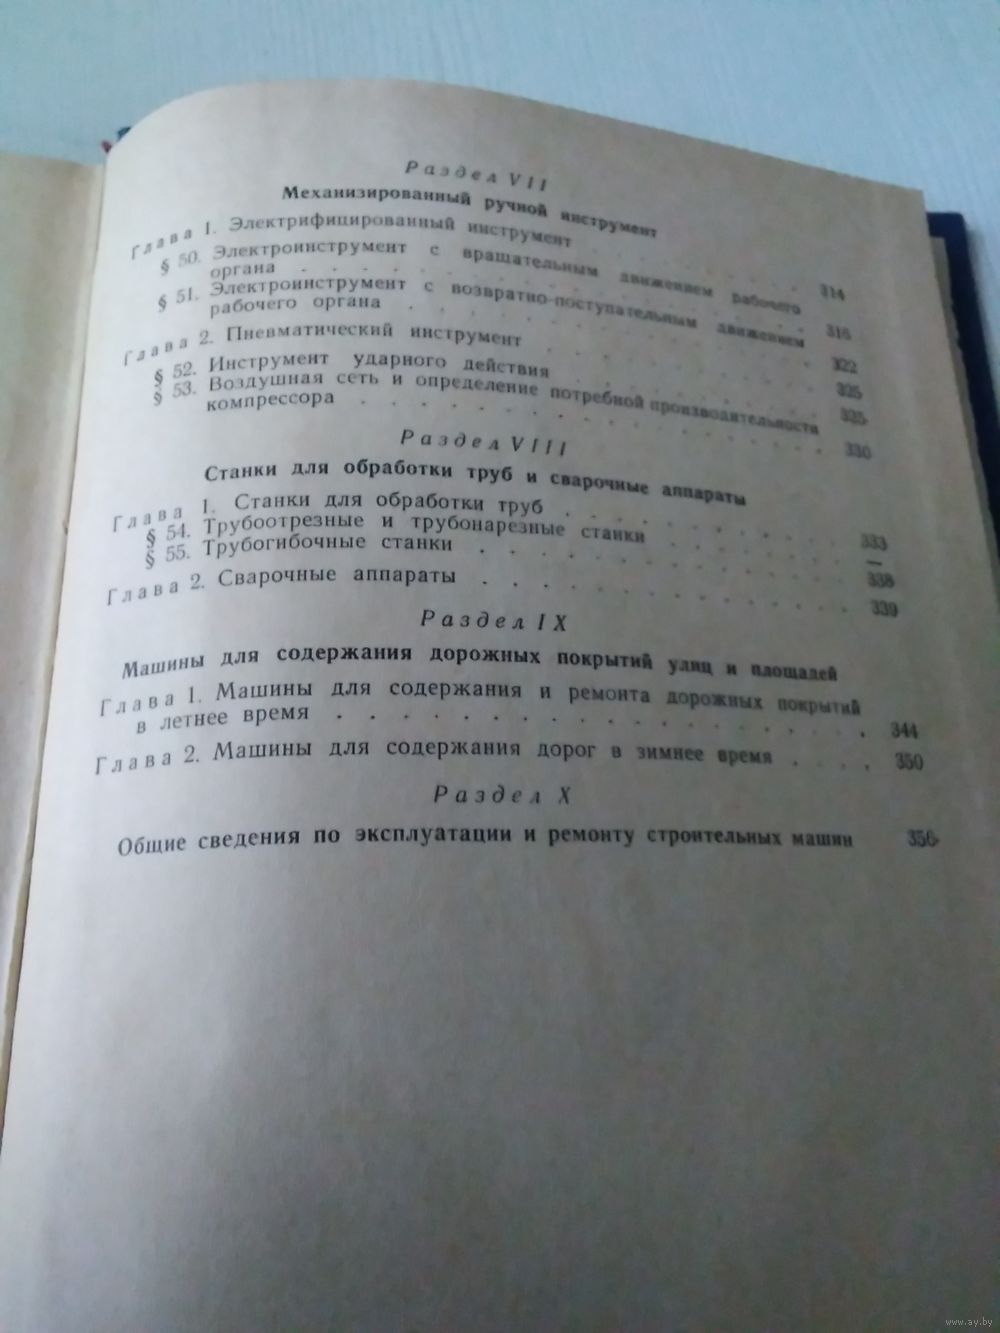 Раздел VII
Механизированный ручной инструмент
Глава 1. Электрифицированный инструмент . . . . . . . . 314
§ 50. Электроинструмент с вращательным движением рабочего
органа . . . . . . . . . . . . . . . . 316
§ 51. Электроинструмент с возвратно-поступательным движением
рабочего органа . . . . . . . . . . . . . 322
Глава 2. Пневматический инструмент . . . . . . . . . 325
§ 52. Инструмент ударного действия . . . . . . . . . 325
§ 53. Воздушная сеть и определение потребной производительности
компрессора . . . . . . . . . . . . . . 330
Раздел VIII
Станки для обработки труб и сварочные аппараты
Глава 1. Станки для обработки труб . . . . . . . . . 333
§ 54. Трубоотрезные и трубонарезные станки . . . . . . —
§ 55. Трубогибочные станки . . . . . . . . . . . 338
Глава 2. Сварочные аппараты . . . . . . . . . . . 339
Раздел IX
Машины для содержания дорожных покрытий улиц и площадей
Глава 1. Машины для содержания и ремонта дорожных покрытий
в летнее время . . . . . . . . . . . . . . . 344
Глава 2. Машины для содержания дорог в зимнее время . . . . 350
Раздел X
Общие сведения по эксплуатации и ремонту строительных машин 356
www.ay.by